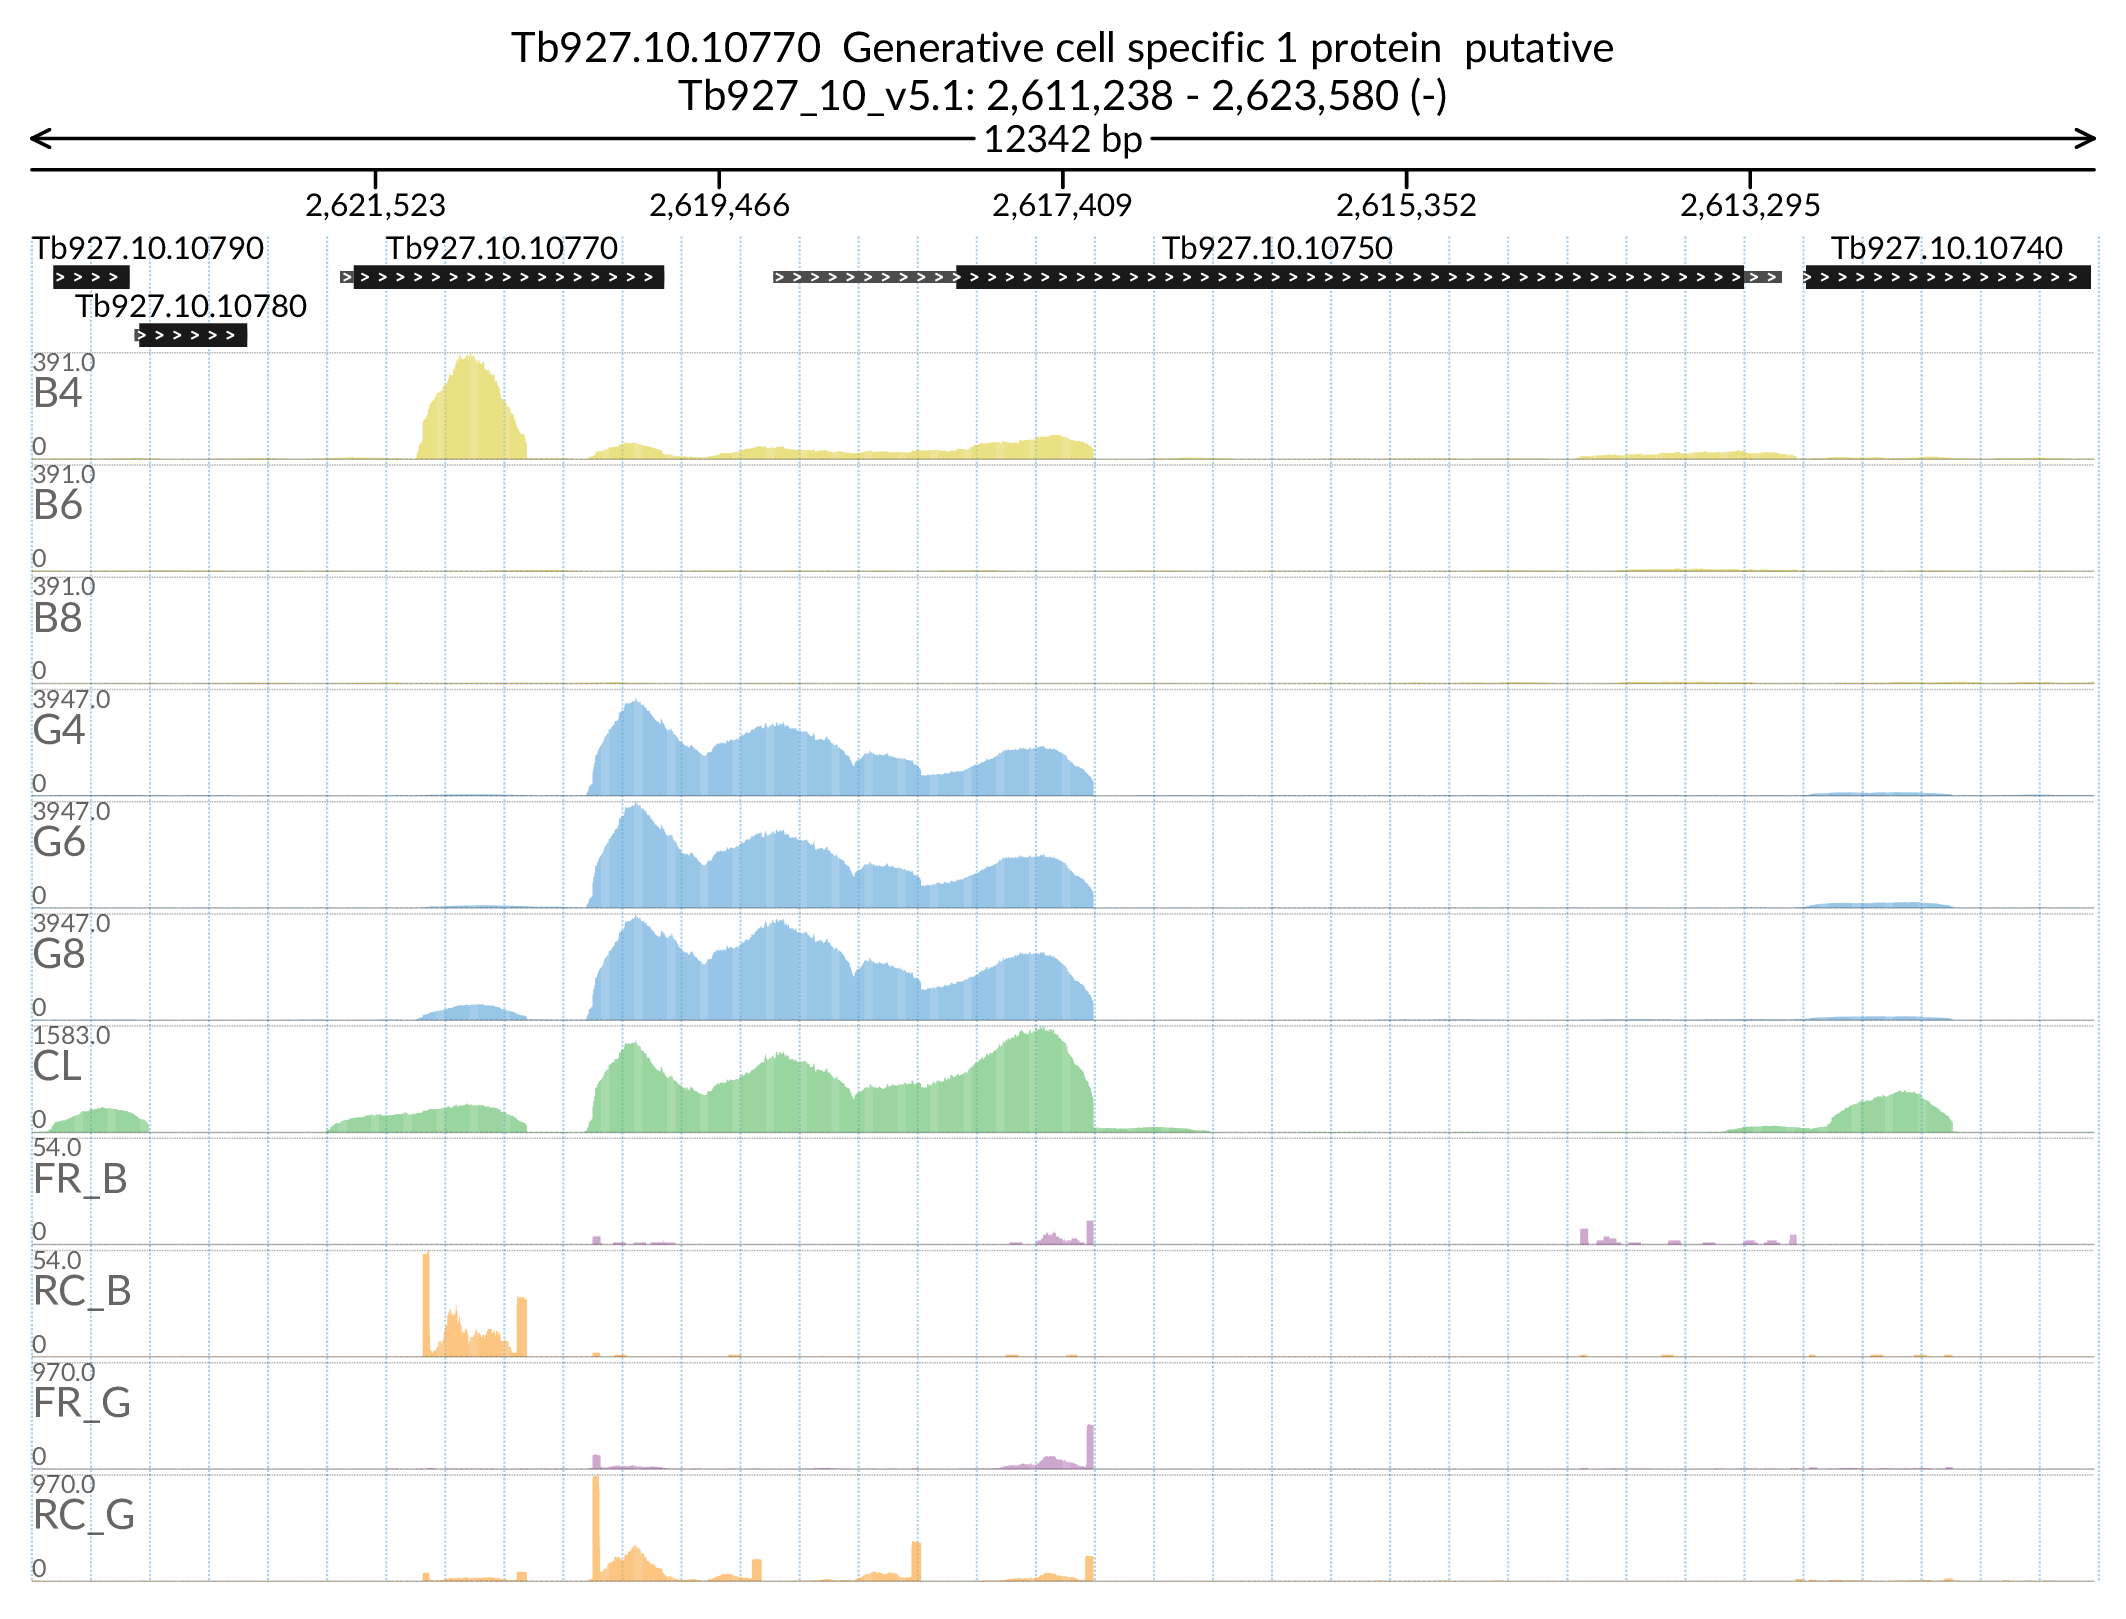 Tb927.10.10770  Generative cell specific 1 protein  putative
Tb927_10_v5.1: 2,611,238 - 2,623,580 (-)
12342 bp
2,621,523 2,619,466 2,617,409 2,615,352 2,613,295
Tb927.10.10790 Tb927.10.10770 Tb927.10.10750 Tb927.10.10740
Tb927.10.10780
391.0
B4
0
391.0
B6
0
391.0
B8
0
3947.0
G4
0
3947.0
G6
0
3947.0
G8
0
1583.0
CL
0
54.0
FR_B
0
54.0
RC_B
0
970.0
FR_G
0
970.0
RC_G
0